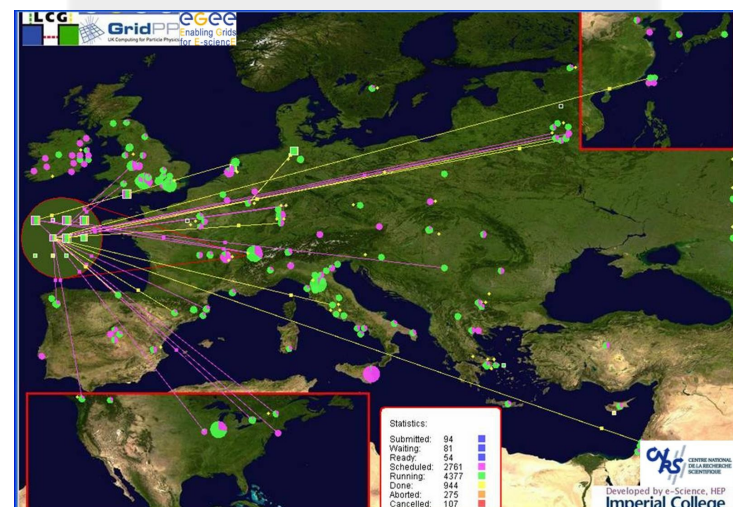 LCG
GridPP
UK Computing for Particle Physics
eGee
Enabling Grids
for E-sciencE
Statistics:
Submitted: 94
Waiting: 81
Ready: 54
Scheduled: 2761
Running: 4377
Done: 944
Aborted: 275
Cancelled: 107
CNRS
CENTRE NATIONAL
DE LA RECHERCHE
SCIENTIFIQUE
Developed by e-Science, HEP
Imperial College